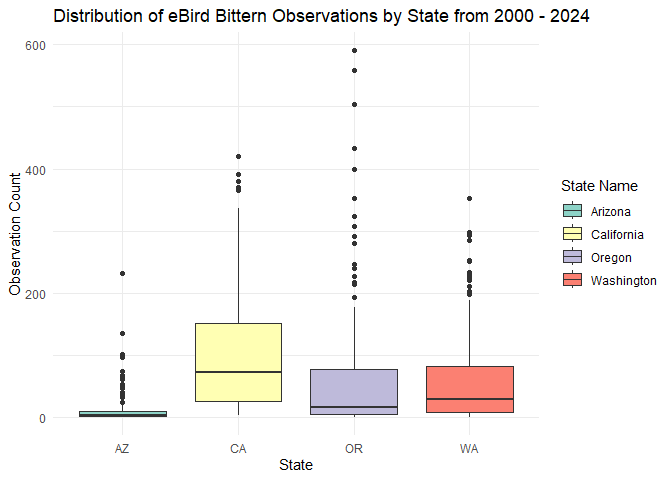 Distribution of eBird Bittern Observations by State from 2000 - 2024
600
400
200
0
Observation Count
AZ
CA
OR
WA
State
State Name
Arizona
California
Oregon
Washington